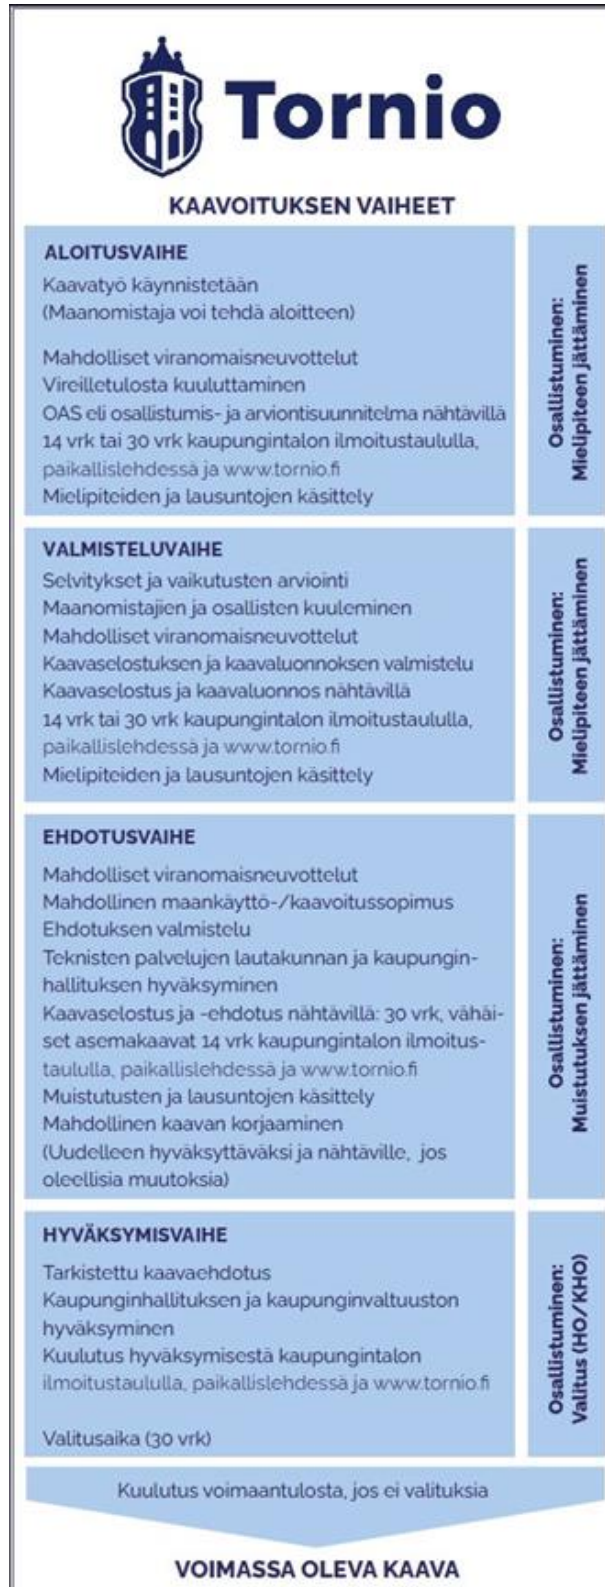 Tornio
KAAVOITUKSEN VAIHEET
ALOITUSVAIHE
Kaavatyö käynnistetään
(Maanomistaja voi tehdä aloitteen)
Mahdolliset viranomaisneuvottelut
Vireilletulosta kuuluttaminen
OAS eli osallistumis- ja arviontisuunnitelma nähtävillä
14 vrk tai 30 vrk kaupungintalon ilmoitustaululla,
paikallislehdessä ja www.tornio.fi
Mielipiteiden ja lausuntojen käsittely
Osallistuminen:
Mielipiteen jättäminen
VALMISTELUVAIHE
Selvitykset ja vaikutusten arviointi
Maanomistajien ja osallisten kuuleminen
Mahdolliset viranomaisneuvottelut
Kaavaselostuksen ja kaavaluonnoksen valmistelu
Kaavaselostus ja kaavaluonnos nähtävillä
14 vrk tai 30 vrk kaupungintalon ilmoitustaululla,
paikallislehdessä ja www.tornio.fi
Mielipiteiden ja lausuntojen käsittely
Osallistuminen:
Mielipiteen jättäminen
EHDOTUSVAIHE
Mahdolliset viranomaisneuvottelut
Mahdollinen maankäyttö-/kaavoitussopimus
Ehdotuksen valmistelu
Teknisten palvelujen lautakunnan ja kaupungin-
hallituksen hyväksyminen
Kaavaselostus ja -ehdotus nähtävillä: 30 vrk, vähäi-
set asemakaavat 14 vrk kaupungintalon ilmoitus-
taululla, paikallislehdessä ja www.tornio.fi
Muistutusten ja lausuntojen käsittely
Mahdollinen kaavan korjaaminen
(Uudelleen hyväksyttäväksi ja nähtäville, jos
oleellisia muutoksia)
Osallistuminen:
Muistutuksen jättäminen
HYVÄKSYMISVAIHE
Tarkistettu kaavaehdotus
Kaupunginhallituksen ja kaupunginvaltuuston
hyväksyminen
Kuulutus hyväksymisestä kaupungintalon
ilmoitustaululla, paikallislehdessä ja www.tornio.fi
Valitusaika (30 vrk)
Osallistuminen:
Valitus (HO/KHO)
Kuulutus voimaantulosta, jos ei valituksia
VOIMASSA OLEVA KAAVA